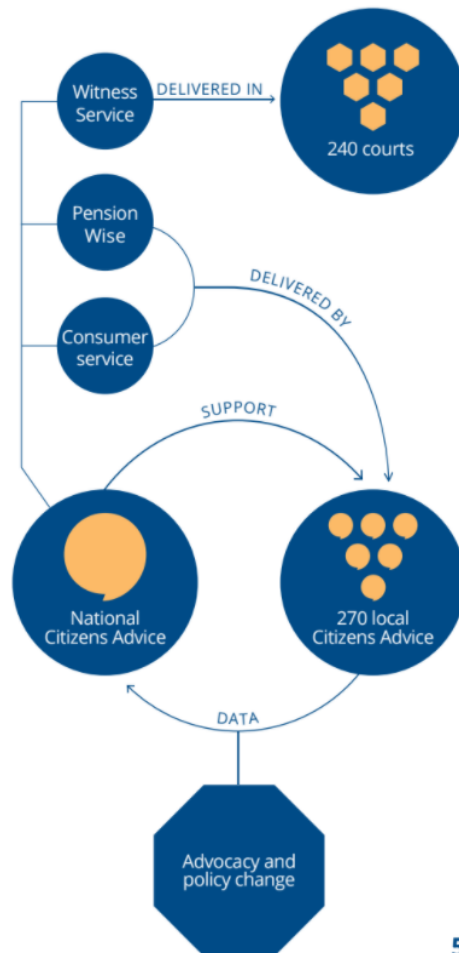 Witness
Service
DELIVERED IN
240 courts
Pension
Wise
DELIVERED BY
Consumer
service
SUPPORT
National
Citizens Advice
270 local
Citizens Advice
DATA
Advocacy and
policy change